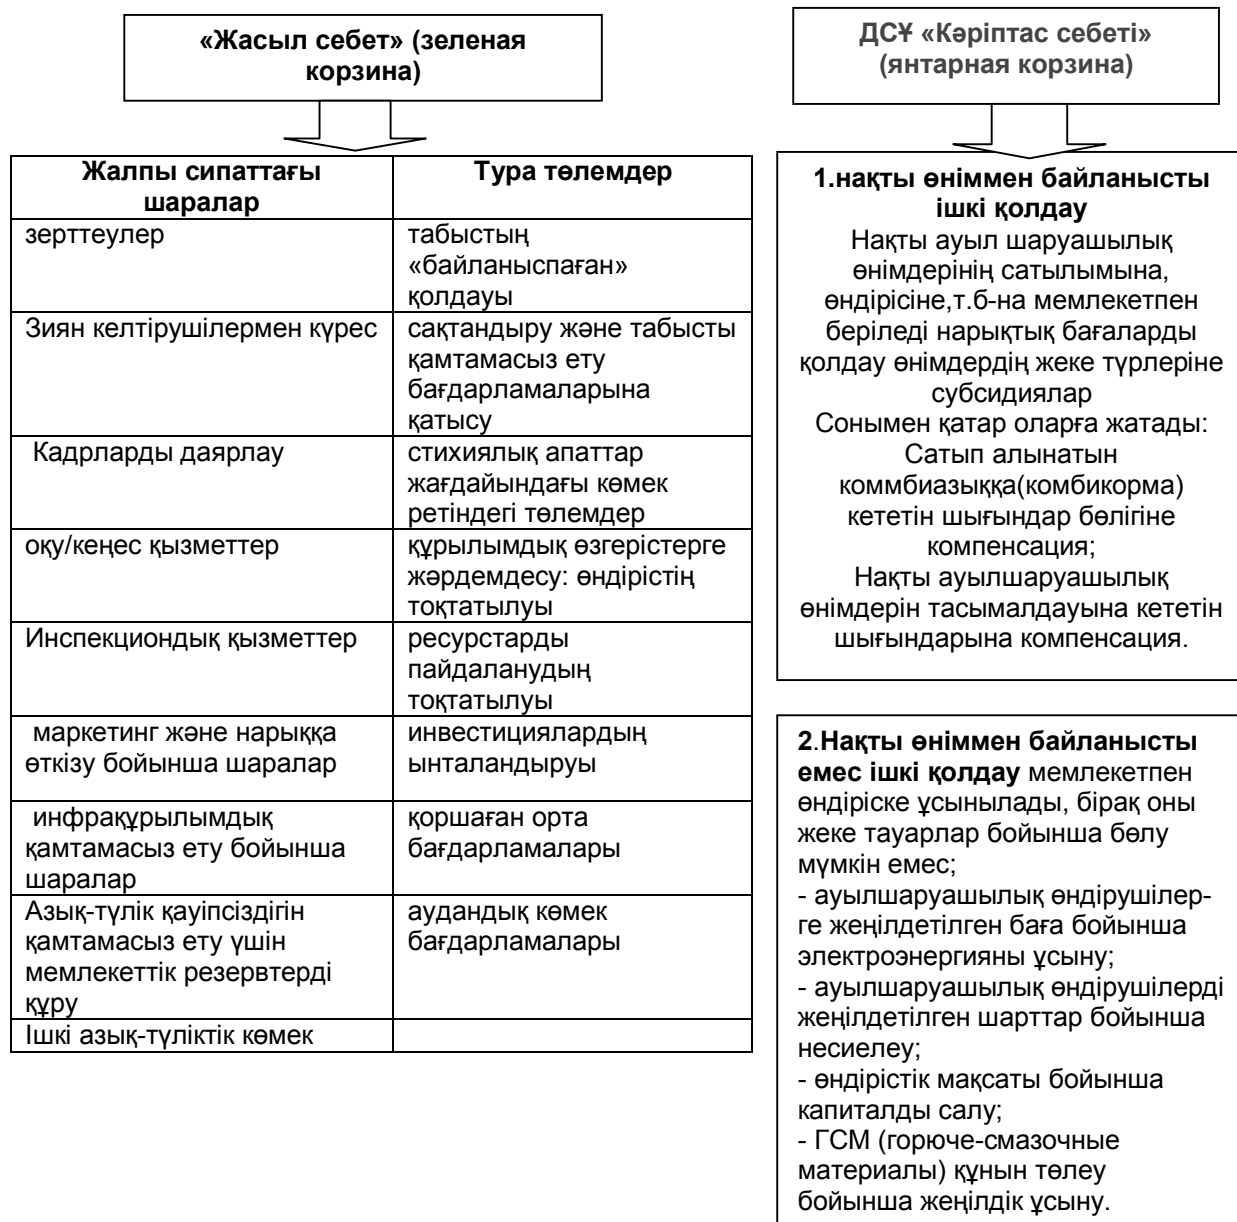 «Жасыл себет» (зеленая
корзина)
Жалпы сипаттағы
шаралар
Тура төлемдер
зерттеулер
табыстың
«байланыспаған»
қолдауы
Зиян келтірушілермен күрес
сақтандыру және табысты
қамтамасыз ету
бағдарламаларына
қатысу
Кадрларды даярлау
стихиялық апаттар
жағдайындағы көмек
ретіндегі төлемдер
оқу/кеңес қызметтер
құрылымдық өзгерістерге
жәрдемдесу: өндірістің
тоқтатылуы
Инспекциондық қызметтер
ресурстарды
пайдаланудың
тоқтатылуы
маркетинг және нарыққа
өткізу бойынша шаралар
инвестициялардың
ынталандыруы
инфрақұрылымдық
қамтамасыз ету бойынша
шаралар
қоршаған орта
бағдарламалары
Азық-түлік қауіпсіздігін
қамтамасыз ету үшін
мемлекеттік резервтерді
құру
аудандық көмек
бағдарламалары
Ішкі азық-түліктік көмек
ДСҰ «Кәріптас себеті»
(янтарная корзина)
1.нақты өніммен байланысты
ішкі қолдау
Нақты ауыл шаруашылық
өнімдерінің сатылымына,
өндірісіне,т.б-на мемлекетпен
беріледі нарықтық бағаларды
қолдау өнімдердің жеке түрлеріне
субсидиялар
Сонымен қатар оларға жатады:
Сатып алынатын
коммбиазыққа(комбикорма)
кететін шығындар бөлігіне
компенсация;
Нақты ауылшаруашылық
өнімдерін тасымалдауына кететін
шығындарына компенсация.
2.Нақты өніммен байланысты
емес ішкі қолдау мемлекетпен
өндіріске ұсынылады, бірақ оны
жеке тауарлар бойынша бөлу
мүмкін емес;
- ауылшаруашылық өндірушілер-
ге жеңілдетілген баға бойынша
электроэнергияны ұсыну;
- ауылшаруашылық өндірушілерді
жеңілдетілген шарттар бойынша
несиелеу;
- өндірістік мақсаты бойынша
капиталды салу;
- ГСМ (горюче-смазочные
материалы) құнын төлеу
бойынша жеңілдік ұсыну.